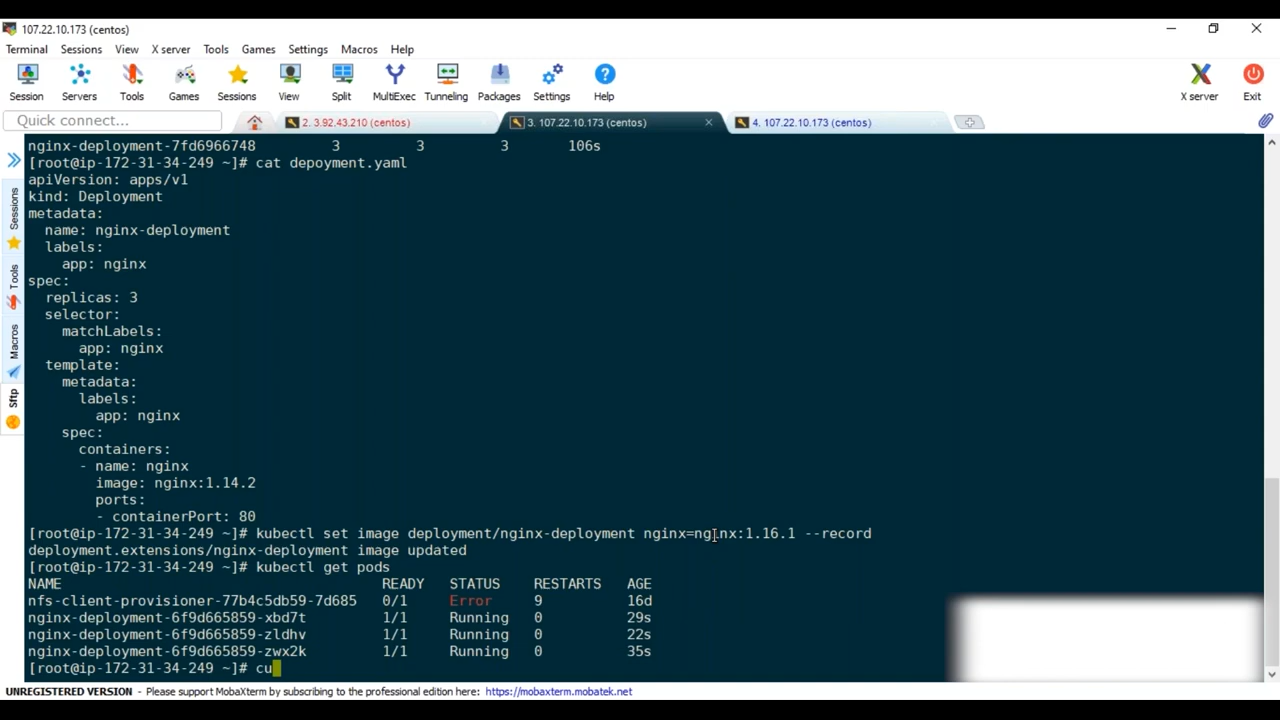 107.22.10.173 (centos)
Terminal Sessions View X server Tools Games Settings Macros Help
Session Servers Tools Games Sessions View Split MultiExec Tunneling Packages Settings Help X server Exit
Quick connect... 2. 3.92.43.210 (centos) 3. 107.22.10.173 (centos) 4. 107.22.10.173 (centos)
Sessions
Tools
Macros
Sftp
nginx-deployment-7fd6966748 3 3 3 106s
[root@ip-172-31-34-249 ~]# cat depoyment.yaml
apiVersion: apps/v1
kind: Deployment
metadata:
  name: nginx-deployment
  labels:
    app: nginx
spec:
  replicas: 3
  selector:
    matchLabels:
      app: nginx
  template:
    metadata:
      labels:
        app: nginx
    spec:
      containers:
      - name: nginx
        image: nginx:1.14.2
        ports:
        - containerPort: 80
[root@ip-172-31-34-249 ~]# kubectl set image deployment/nginx-deployment nginx=nginx:1.16.1 --record
deployment.extensions/nginx-deployment image updated
[root@ip-172-31-34-249 ~]# kubectl get pods
NAME READY STATUS RESTARTS AGE
nfs-client-provisioner-77b4c5db59-7d685 0/1 Error 9 16d
nginx-deployment-6f9d665859-xbd7t 1/1 Running 0 29s
nginx-deployment-6f9d665859-zldhv 1/1 Running 0 22s
nginx-deployment-6f9d665859-zwx2k 1/1 Running 0 35s
[root@ip-172-31-34-249 ~]# cu
UNREGISTERED VERSION - Please support MobaXterm by subscribing to the professional edition here: https://mobaxterm.mobatek.net